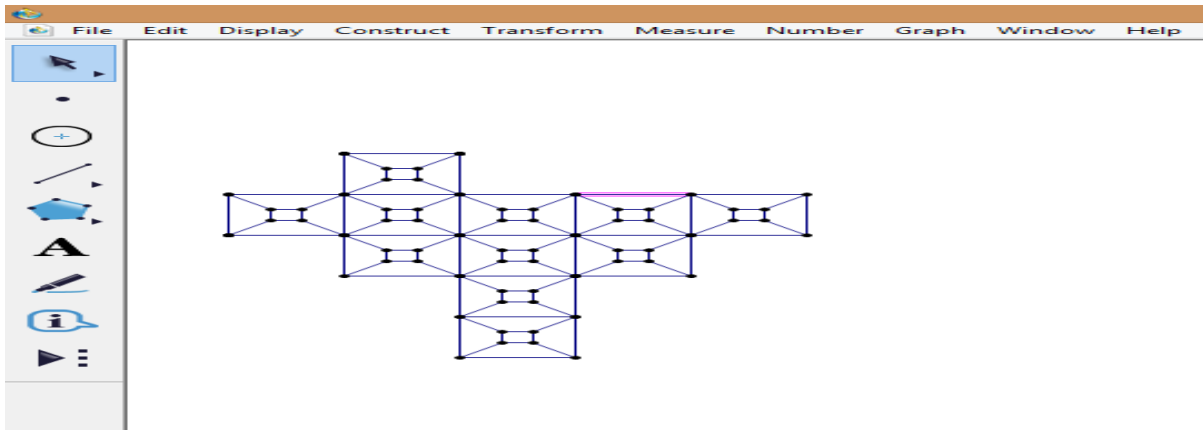 File Edit Display Construct Transform Measure Number Graph Window Help
A
i